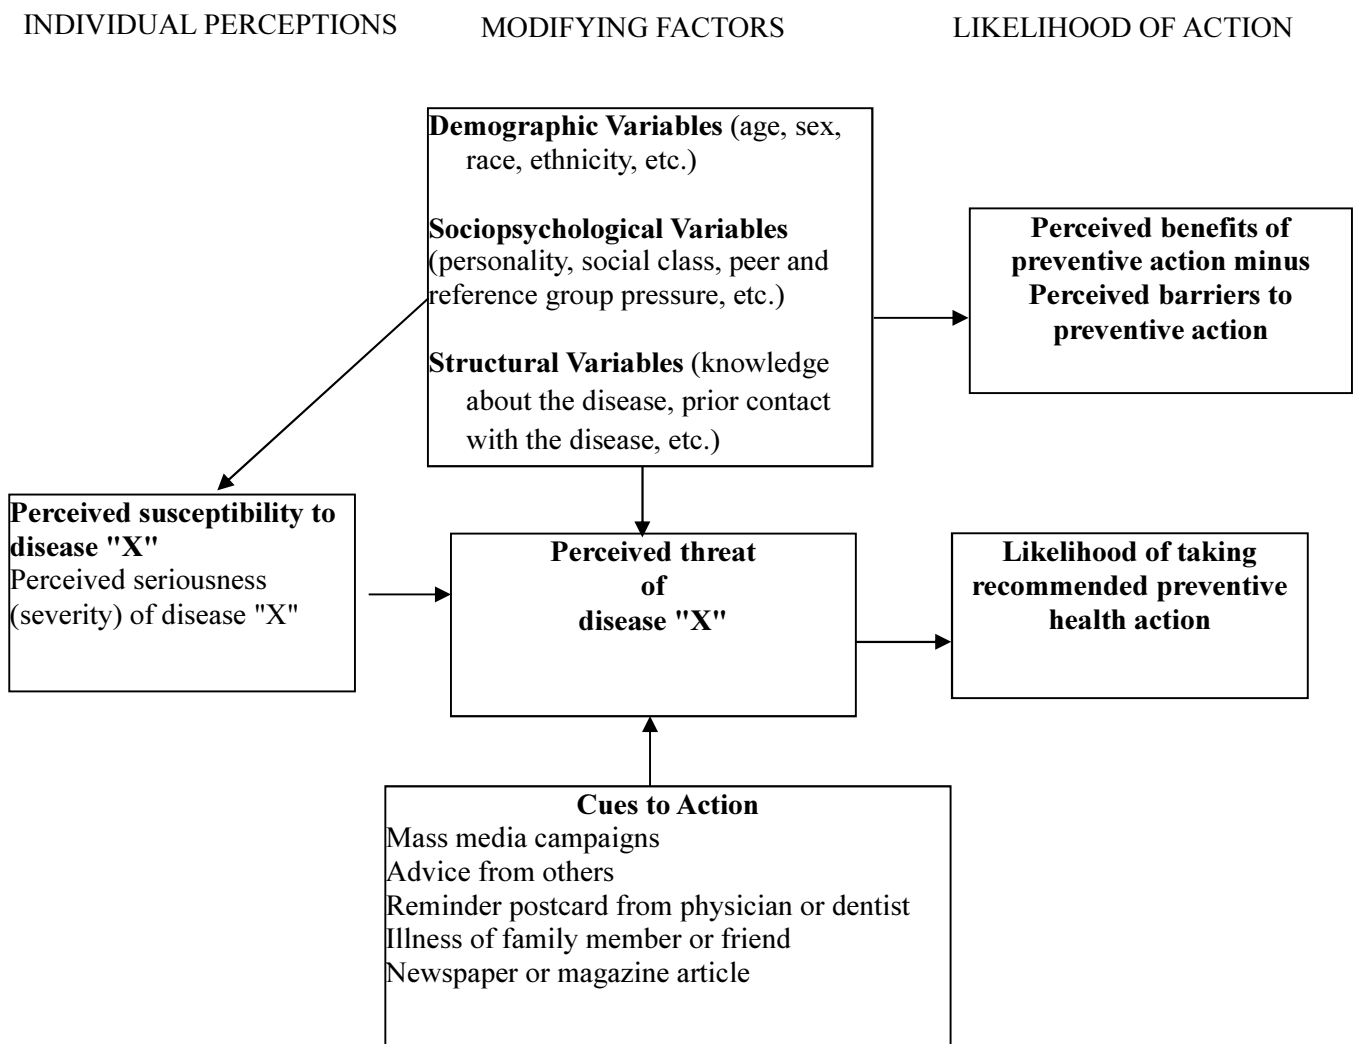 INDIVIDUAL PERCEPTIONS
MODIFYING FACTORS
LIKELIHOOD OF ACTION
Demographic Variables (age, sex,
race, ethnicity, etc.)
Sociopsychological Variables
(personality, social class, peer and
reference group pressure, etc.)
Structural Variables (knowledge
about the disease, prior contact
with the disease, etc.)
Perceived benefits of
preventive action minus
Perceived barriers to
preventive action
Perceived susceptibility to
disease "X"
Perceived seriousness
(severity) of disease "X"
Perceived threat
of
disease "X"
Likelihood of taking
recommended preventive
health action
Cues to Action
Mass media campaigns
Advice from others
Reminder postcard from physician or dentist
Illness of family member or friend
Newspaper or magazine article